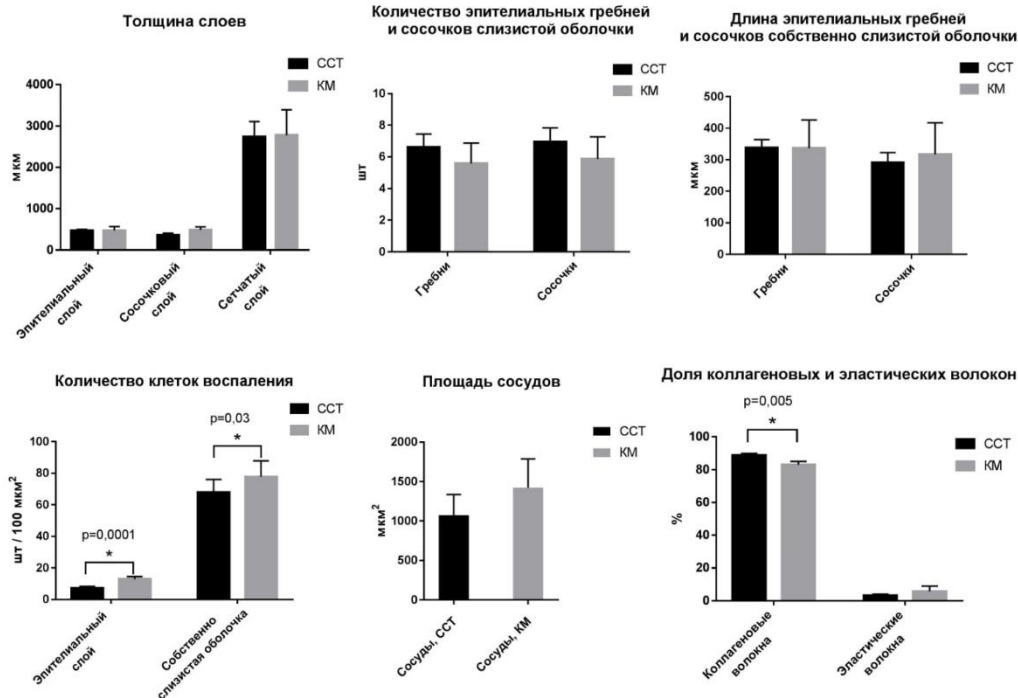 Толщина слоев
ССТ
КМ
мкм
4000
3000
2000
1000
0
Эпителиальный
слой
Сосочковый
слой
Сетчатый
слой
Количество эпителиальных гребней
и сосочков слизистой оболочки
ССТ
КМ
шт
10
8
6
4
2
0
Гребни
Сосочки
Длина эпителиальных гребней
и сосочков собственно слизистой оболочки
ССТ
КМ
мкм
500
400
300
200
100
0
Гребни
Сосочки
Количество клеток воспаления
ССТ
КМ
p=0,03
*
p=0,0001
*
шт / 100 мкм²
100
80
60
40
20
0
Эпителиальный
слой
Собственно
слизистая оболочка
Площадь сосудов
ССТ
КМ
мкм²
2000
1500
1000
500
0
Сосуды, ССТ
Сосуды, КМ
Доля коллагеновых и эластических волокон
p=0,005
*
ССТ
КМ
%
100
80
60
40
20
0
Коллагеновые
волокна
Эластические
волокна